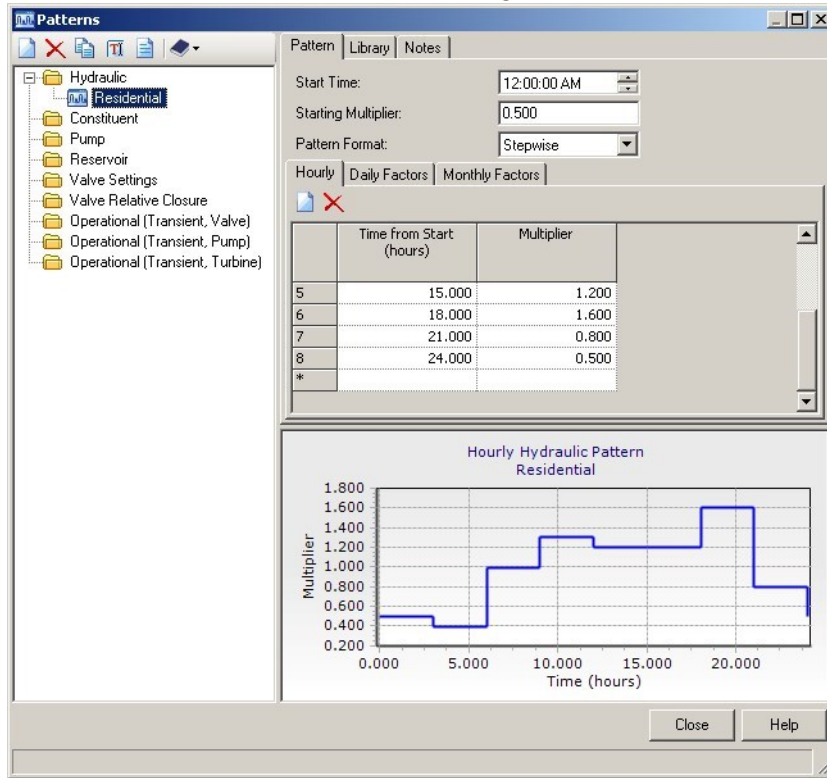 Patterns
Hydraulic
Residential
Constituent
Pump
Reservoir
Valve Settings
Valve Relative Closure
Operational (Transient, Valve)
Operational (Transient, Pump)
Operational (Transient, Turbine)
Pattern Library Notes
Start Time: 12:00:00 AM
Starting Multiplier: 0.500
Pattern Format: Stepwise
Hourly Daily Factors Monthly Factors
Time from Start Multiplier
(hours)
5 15.000 1.200
6 18.000 1.600
7 21.000 0.800
8 24.000 0.500
*
Hourly Hydraulic Pattern
Residential
1.800
1.600
1.400
1.200
1.000
0.800
0.600
0.400
0.200
Multiplier
0.000 5.000 10.000 15.000 20.000
Time (hours)
Close Help